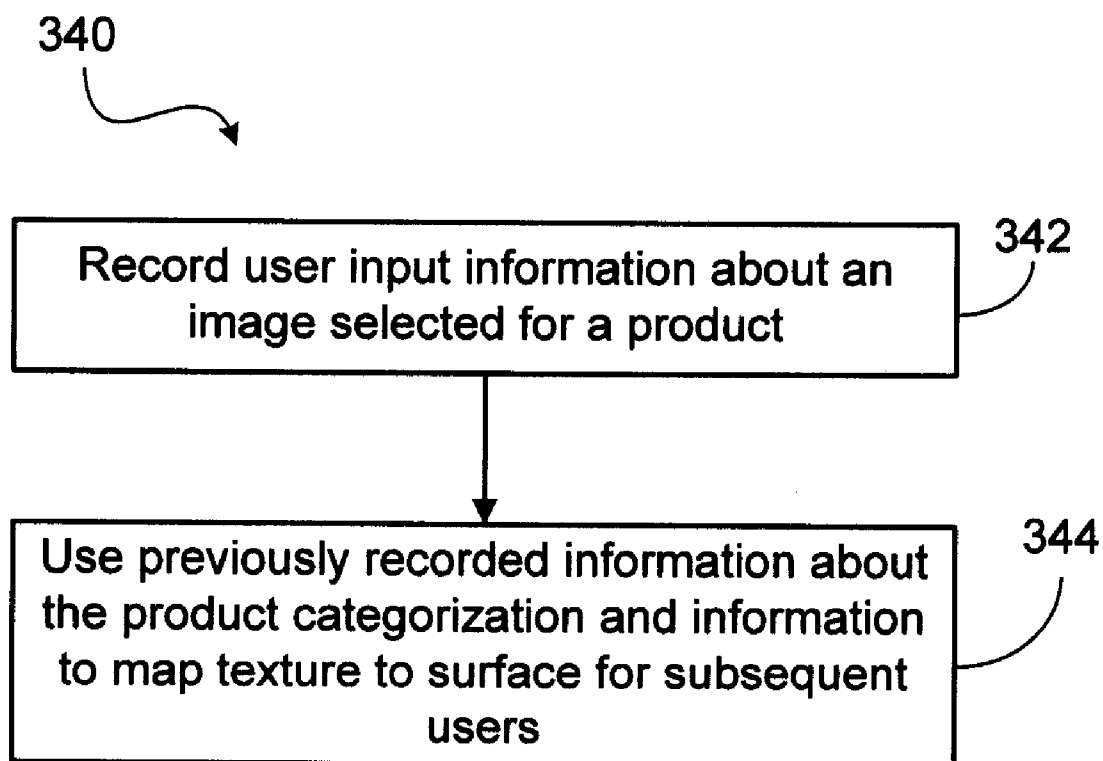 340
342
Record user input information about an
image selected for a product
344
Use previously recorded information about
the product categorization and information
to map texture to surface for subsequent
users